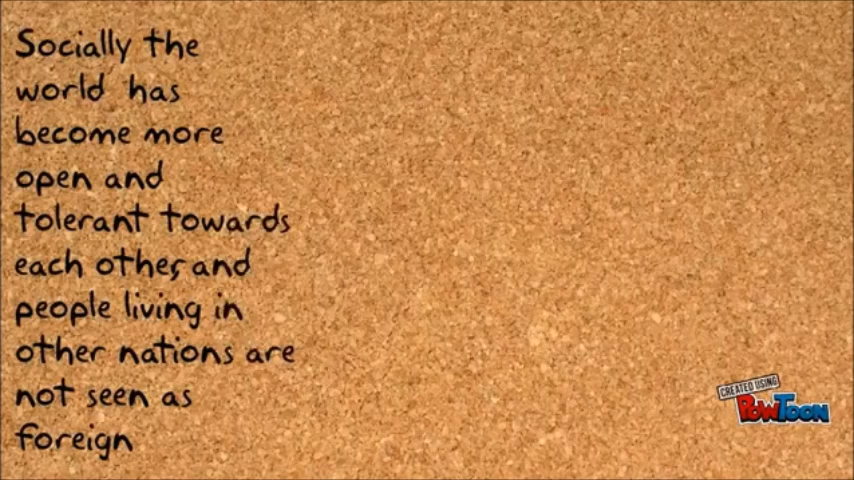 Socially the
world has
become more
open and
tolerant towards
each other, and
people living in
other nations are
not seen as
foreign
CREATED USING
POWTOON